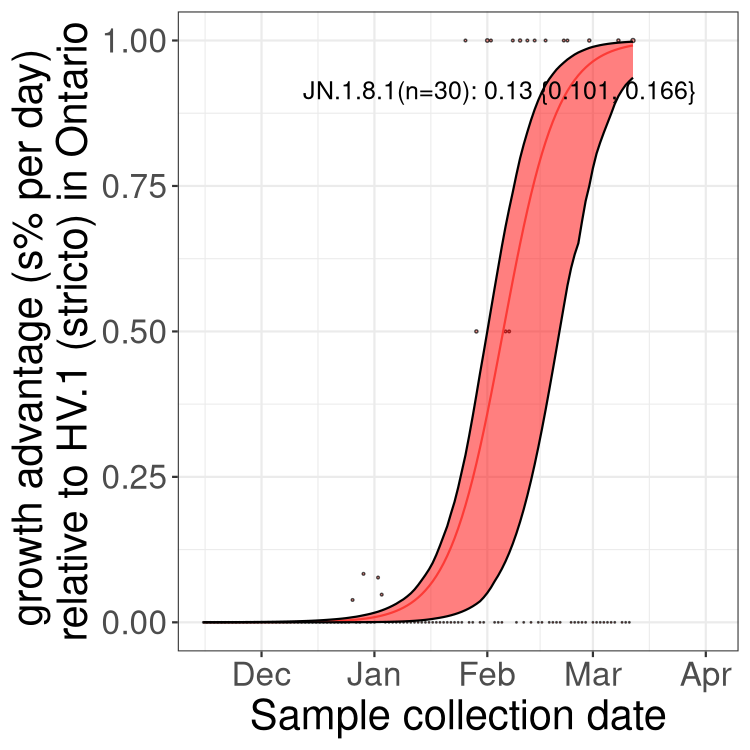 growth advantage (s% per day)
relative to HV.1 (stricto) in Ontario
1.00
0.75
0.50
0.25
0.00
JN.1.8.1(n=30): 0.13 {0.101, 0.166}
Dec Jan Feb Mar Apr
Sample collection date